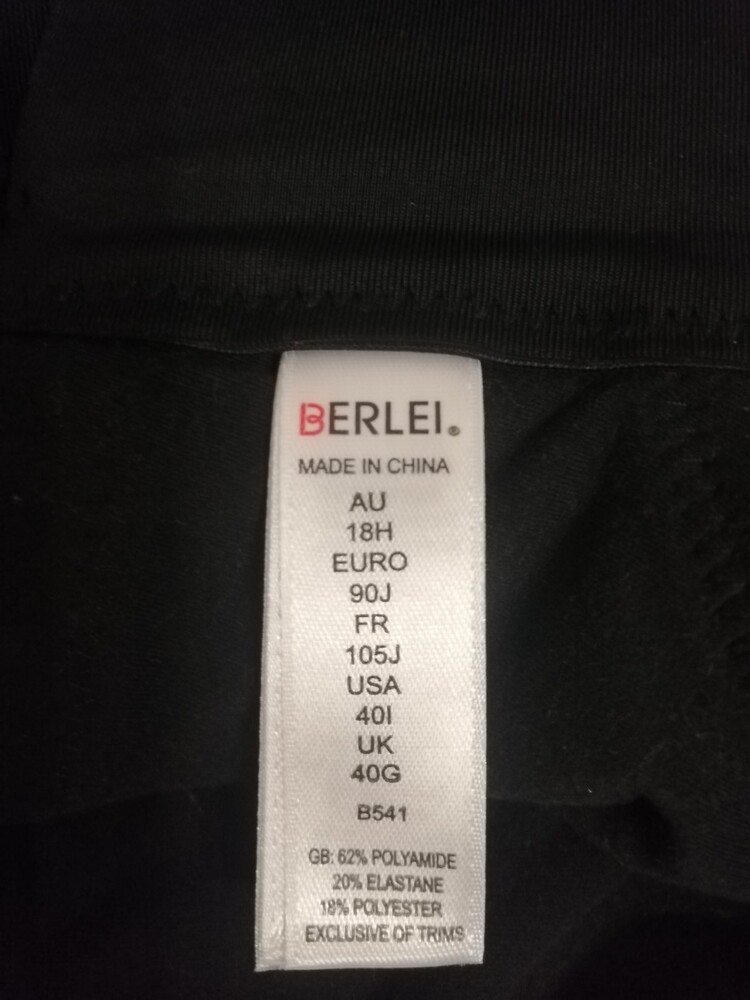 BERLEI.®
MADE IN CHINA
AU
18H
EURO
90J
FR
105J
USA
40I
UK
40G
B541
GB: 62% POLYAMIDE
20% ELASTANE
18% POLYESTER
EXCLUSIVE OF TRIMS